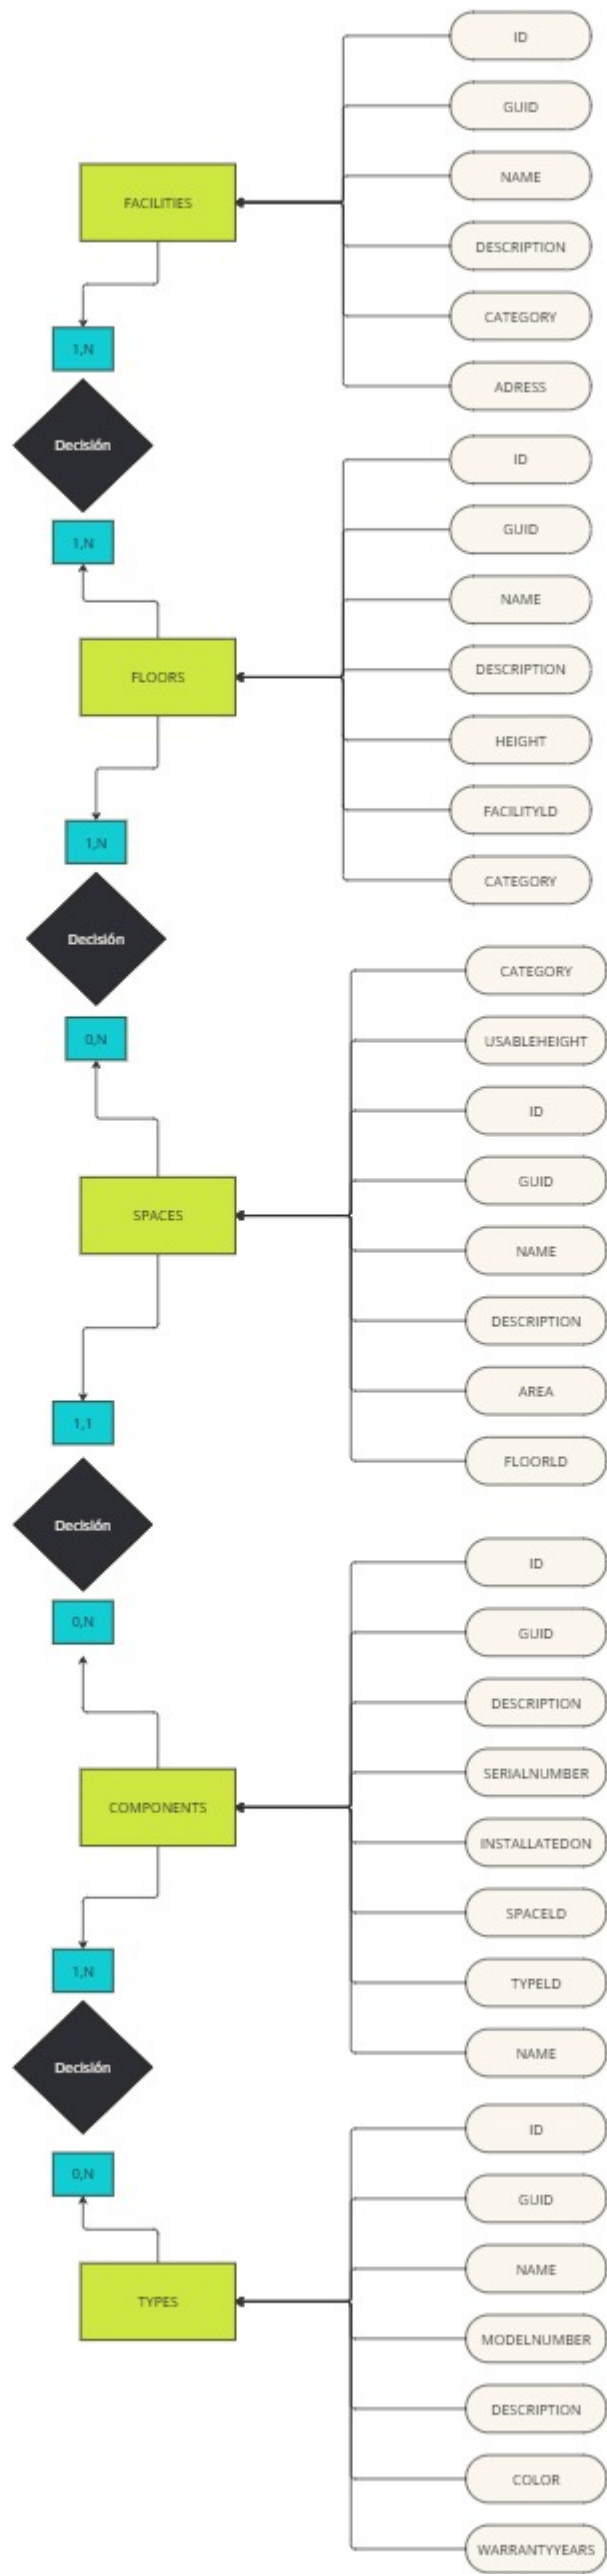 ID
GUID
NAME
FACILITIES
DESCRIPTION
CATEGORY
1,N
ADRESS
Decisión
ID
GUID
1,N
NAME
DESCRIPTION
FLOORS
HEIGHT
FACILITYLD
1,N
CATEGORY
Decisión
CATEGORY
0,N
USABLEHEIGHT
ID
GUID
SPACES
NAME
DESCRIPTION
AREA
1,1
FLOORLD
Decisión
ID
0,N
GUID
DESCRIPTION
SERIALNUMBER
COMPONENTS
INSTALLATEDON
SPACELD
1,N
TYPELD
NAME
Decisión
ID
0,N
GUID
NAME
TYPES
MODELNUMBER
DESCRIPTION
COLOR
WARRANTYYEARS